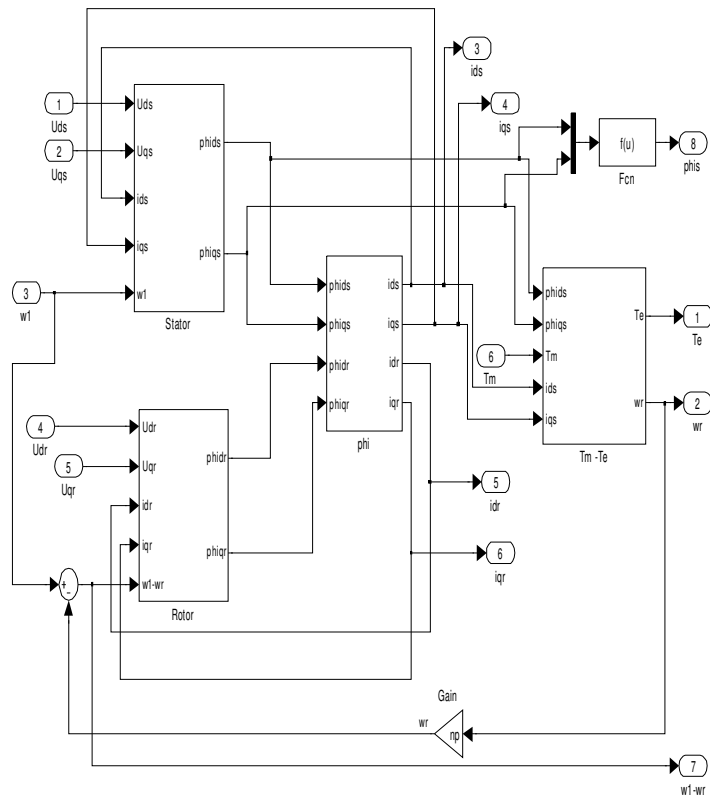 3
ids
4
iqs
1
Uds
2
Uqs
Uds
Uqs
ids
iqs
w1
phids
phiqs
Stator
3
w1
f(u)
Fcn
8
phis
phids
phiqs
phidr
phiqr
ids
iqs
idr
iqr
phi
6
Tm
phids
phiqs
Tm
ids
iqs
Te
wr
Tm -Te
1
Te
2
wr
4
Udr
5
Uqr
Udr
Uqr
idr
iqr
w1-wr
phidr
phiqr
Rotor
5
idr
6
iqr
+
-
Gain
wr
np
7
w1-wr